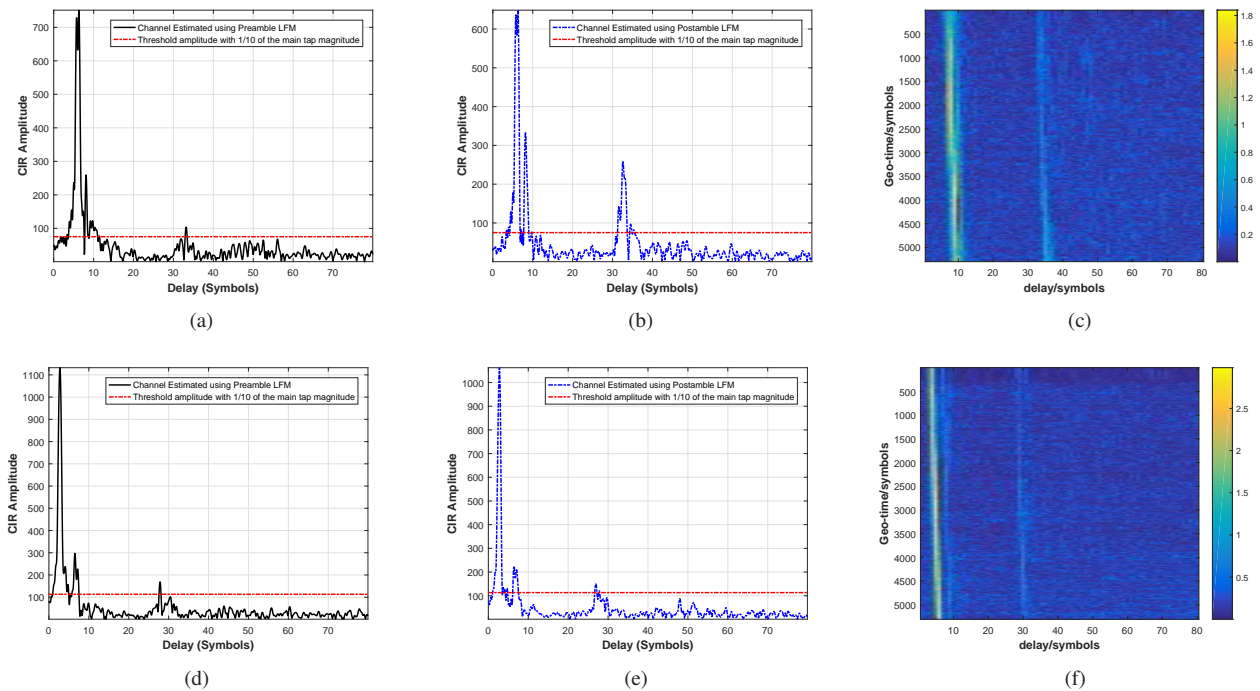 Channel Estimated using Preamble LFM
Threshold amplitude with 1/10 of the main tap magnitude
CIR Amplitude
700
600
500
400
300
200
100
0 10 20 30 40 50 60 70
Delay (Symbols)
(a)
Channel Estimated using Postamble LFM
Threshold amplitude with 1/10 of the main tap magnitude
CIR Amplitude
600
500
400
300
200
100
0 10 20 30 40 50 60 70
Delay (Symbols)
(b)
Geo-time/symbols
500
1000
1500
2000
2500
3000
3500
4000
4500
5000
10 20 30 40 50 60 70 80
delay/symbols
1.8
1.6
1.4
1.2
1
0.8
0.6
0.4
0.2
(c)
Channel Estimated using Preamble LFM
Threshold amplitude with 1/10 of the main tap magnitude
CIR Amplitude
1100
1000
900
800
700
600
500
400
300
200
100
0 10 20 30 40 50 60 70
Delay (Symbols)
(d)
Channel Estimated using Postamble LFM
Threshold amplitude with 1/10 of the main tap magnitude
CIR Amplitude
1000
900
800
700
600
500
400
300
200
100
0 10 20 30 40 50 60 70
Delay (Symbols)
(e)
Geo-time/symbols
500
1000
1500
2000
2500
3000
3500
4000
4500
5000
10 20 30 40 50 60 70 80
delay/symbols
2.5
2
1.5
1
0.5
(f)